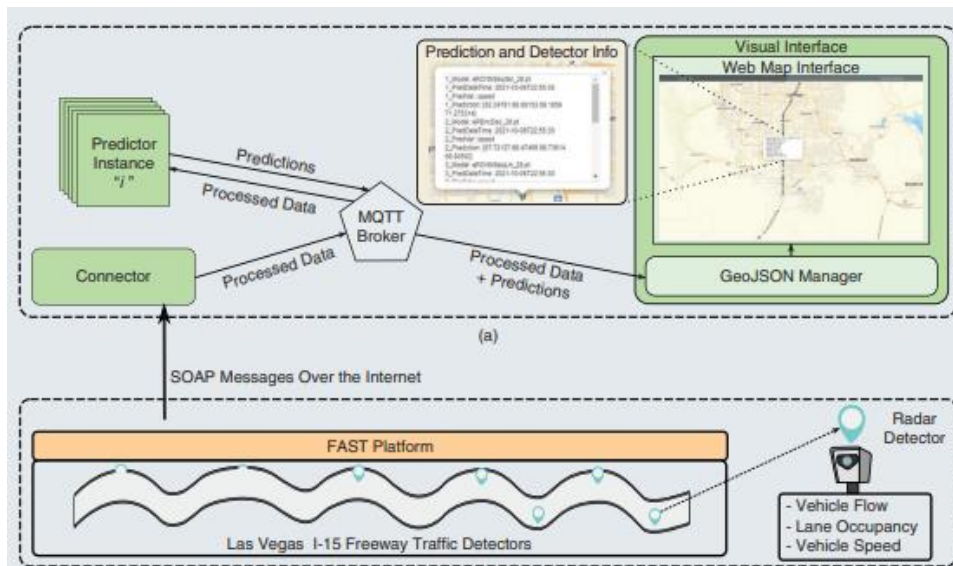 Prediction and Detector Info
Visual Interface
Web Map Interface
Predictor
Instance
"i"
Predictions
Processed Data
MQTT
Broker
Connector
Processed Data
Processed Data
+ Predictions
GeoJSON Manager
(a)
SOAP Messages Over the Internet
FAST Platform
Las Vegas I-15 Freeway Traffic Detectors
Radar
Detector
- Vehicle Flow
- Lane Occupancy
- Vehicle Speed